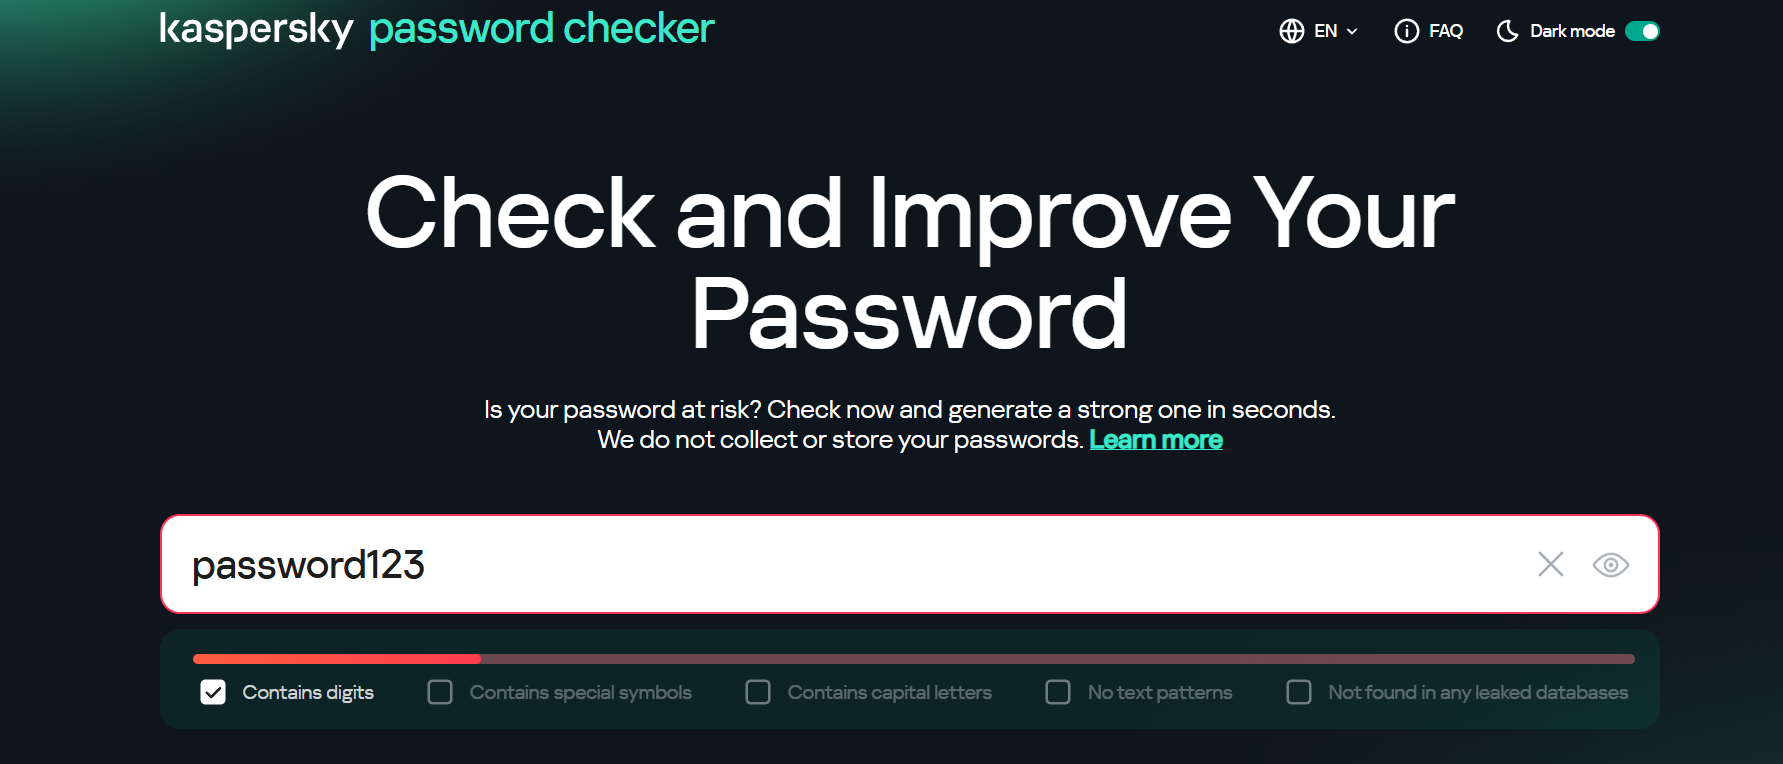 kaspersky password checker
EN
FAQ
Dark mode
Check and Improve Your
Password
Is your password at risk? Check now and generate a strong one in seconds.
We do not collect or store your passwords. Learn more
password123
Contains digits
Contains special symbols
Contains capital letters
No text patterns
Not found in any leaked databases